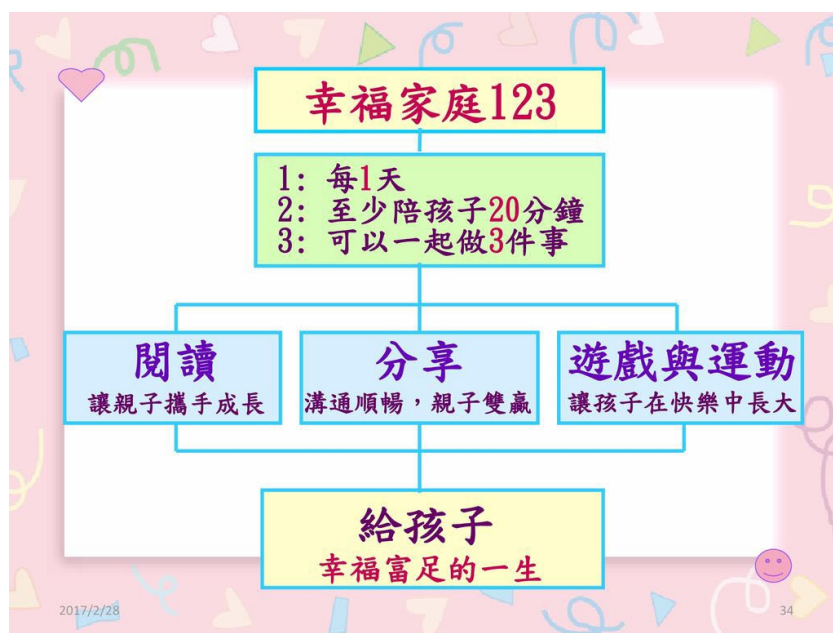 幸福家庭123
1: 每1天
2: 至少陪孩子20分鐘
3: 可以一起做3件事
閱讀
讓親子攜手成長
分享
溝通順暢,親子雙贏
遊戲與運動
讓孩子在快樂中長大
給孩子
幸福富足的一生
2017/2/28
34